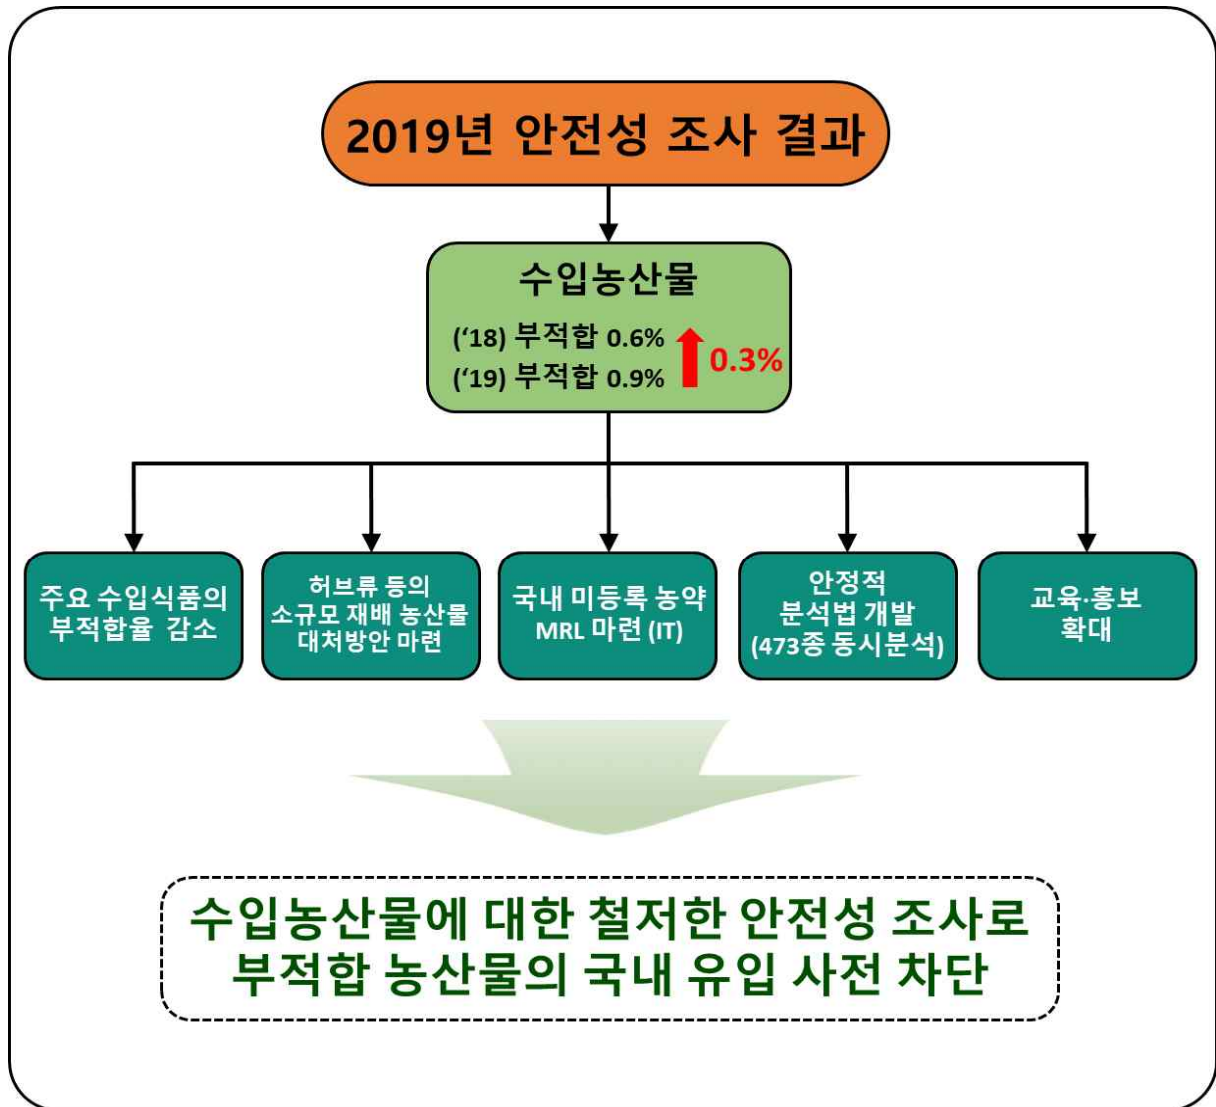 2019년 안전성 조사 결과
수입농산물
(‘18) 부적합 0.6%
(‘19) 부적합 0.9%
0.3%
주요 수입식품의
부적합율 감소
허브류 등의
소규모 재배 농산물
대처방안 마련
국내 미등록 농약
MRL 마련 (IT)
안정적
분석법 개발
(473종 동시분석)
교육·홍보
확대
수입농산물에 대한 철저한 안전성 조사로
부적합 농산물의 국내 유입 사전 차단